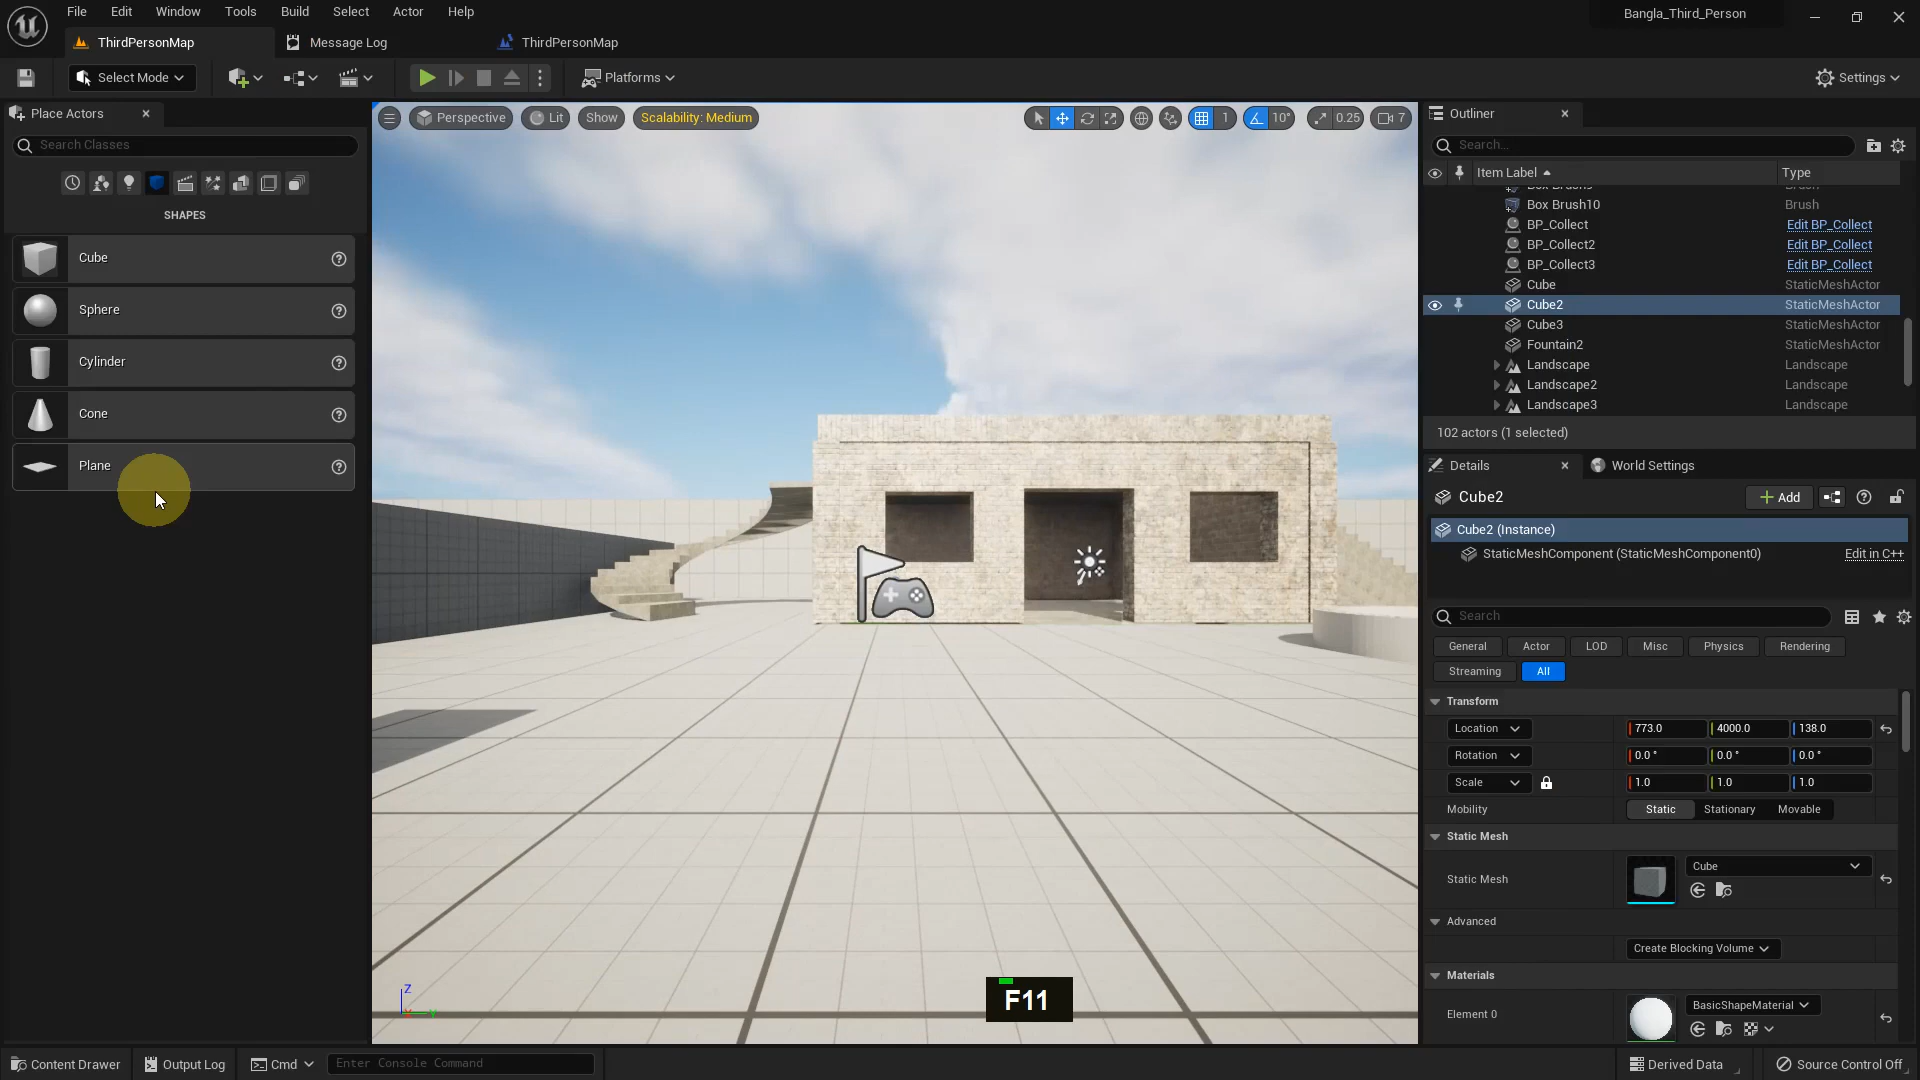 File Edit Window Tools Build Select Actor Help
Bangla_Third_Person
ThirdPersonMap
Message Log
ThirdPersonMap
Select Mode
Platforms
Settings
Place Actors
Search Classes
SHAPES
Cube
Sphere
Cylinder
Cone
Plane
Perspective
Lit
Show
Scalability: Medium
1
10°
0.25
7
F11
Z
Outliner
Search...
Item Label
Type
Box Brush10 Brush
BP_Collect Edit BP_Collect
BP_Collect2 Edit BP_Collect
BP_Collect3 Edit BP_Collect
Cube StaticMeshActor
Cube2 StaticMeshActor
Cube3 StaticMeshActor
Fountain2 StaticMeshActor
Landscape Landscape
Landscape2 Landscape
Landscape3 Landscape
102 actors (1 selected)
Details
World Settings
Cube2
Add
Cube2 (Instance)
StaticMeshComponent (StaticMeshComponent0) Edit in C++
Search
General Actor LOD Misc Physics Rendering
Streaming All
Transform
Location 773.0 4000.0 138.0
Rotation 0.0 ° 0.0 ° 0.0 °
Scale 1.0 1.0 1.0
Mobility Static Stationary Movable
Static Mesh
Static Mesh Cube
Advanced
Create Blocking Volume
Materials
Element 0 BasicShapeMaterial
Content Drawer
Output Log
Cmd
Enter Console Command
Derived Data
Source Control Off